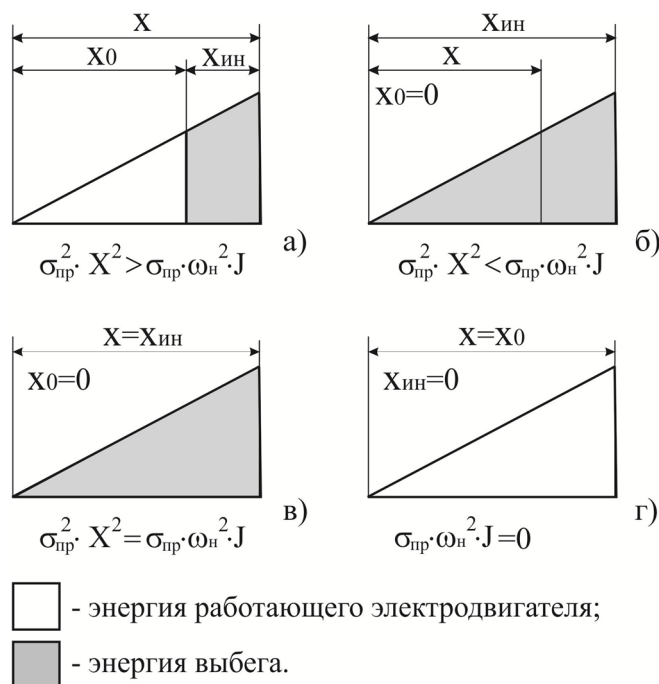 X
X0
Xин
а)
σпр²· X² > σпр·ωн²·J
Xин
X
X0=0
б)
σпр²· X² < σпр·ωн²·J
X=Xин
X0=0
в)
σпр²· X² = σпр·ωн²·J
X=X0
Xин=0
г)
σпр·ωн²·J =0
- энергия работающего электродвигателя;
- энергия выбега.